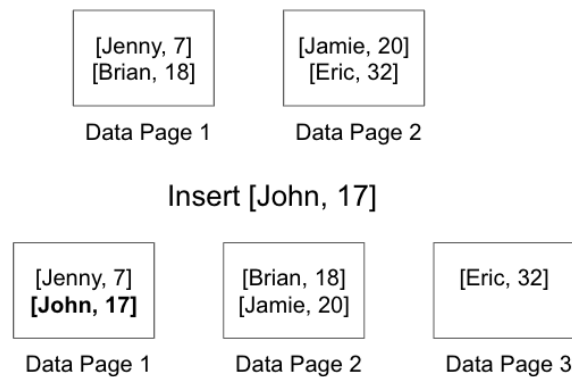 [Jenny, 7]
[Brian, 18]
Data Page 1
[Jamie, 20]
[Eric, 32]
Data Page 2
Insert [John, 17]
[Jenny, 7]
[John, 17]
Data Page 1
[Brian, 18]
[Jamie, 20]
Data Page 2
[Eric, 32]
Data Page 3